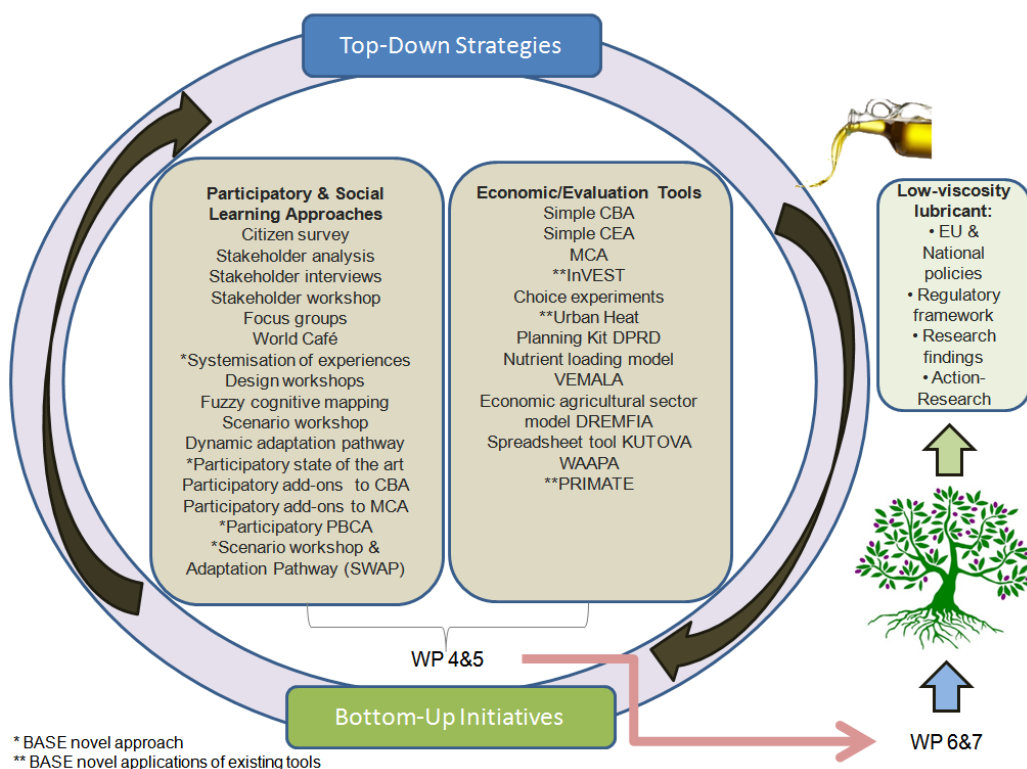 Top-Down Strategies
Participatory & Social
Learning Approaches
Citizen survey
Stakeholder analysis
Stakeholder interviews
Stakeholder workshop
Focus groups
World Café
*Systemisation of experiences
Design workshops
Fuzzy cognitive mapping
Scenario workshop
Dynamic adaptation pathway
*Participatory state of the art
Participatory add-ons to CBA
Participatory add-ons to MCA
*Participatory PBCA
*Scenario workshop &
Adaptation Pathway (SWAP)
Economic/Evaluation Tools
Simple CBA
Simple CEA
MCA
**InVEST
Choice experiments
**Urban Heat
Planning Kit DPRD
Nutrient loading model
VEMALA
Economic agricultural sector
model DREMFIA
Spreadsheet tool KUTOVA
WAAPA
**PRIMATE
Low-viscosity
lubricant:
• EU &
National
policies
• Regulatory
framework
• Research
findings
• Action-
Research
WP 4&5
Bottom-Up Initiatives
WP 6&7
* BASE novel approach
** BASE novel applications of existing tools